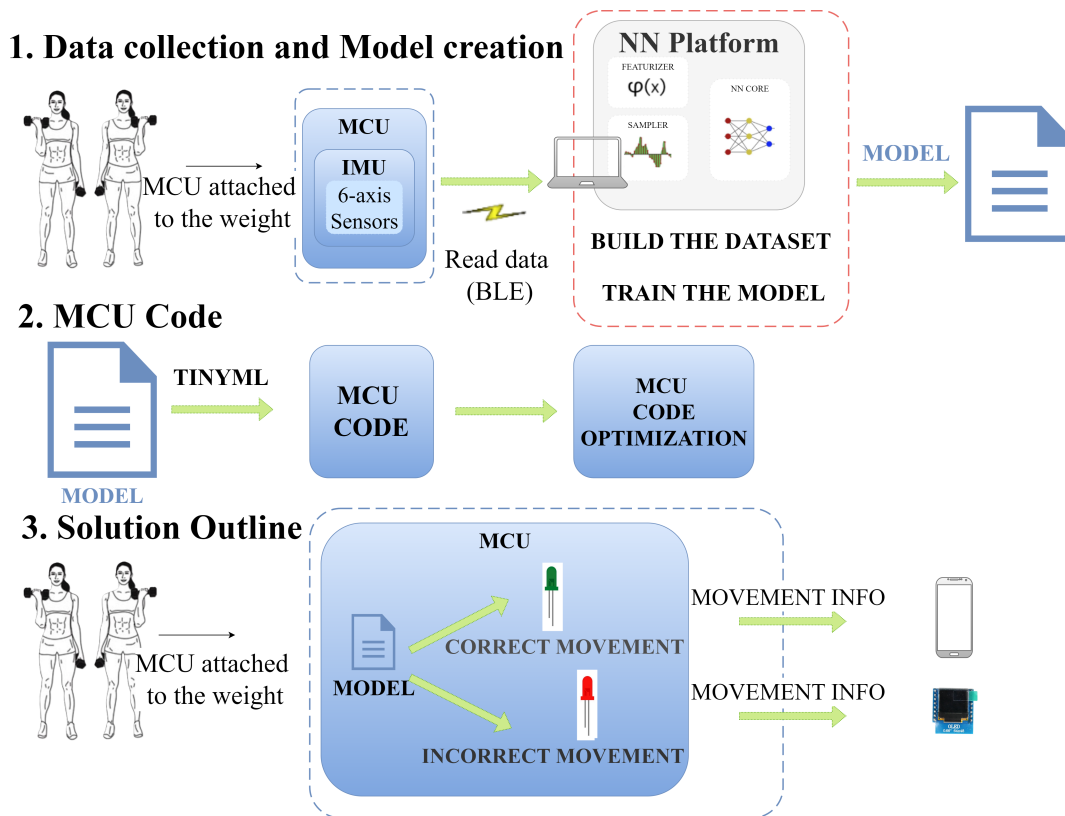 1. Data collection and Model creation
MCU attached
to the weight
MCU
IMU
6-axis
Sensors
Read data
(BLE)
NN Platform
FEATURIZER
φ(x)
SAMPLER
NN CORE
BUILD THE DATASET
TRAIN THE MODEL
MODEL
2. MCU Code
MODEL
TINYML
MCU
CODE
MCU
CODE
OPTIMIZATION
3. Solution Outline
MCU attached
to the weight
MCU
MODEL
CORRECT MOVEMENT
INCORRECT MOVEMENT
MOVEMENT INFO
MOVEMENT INFO
OLED